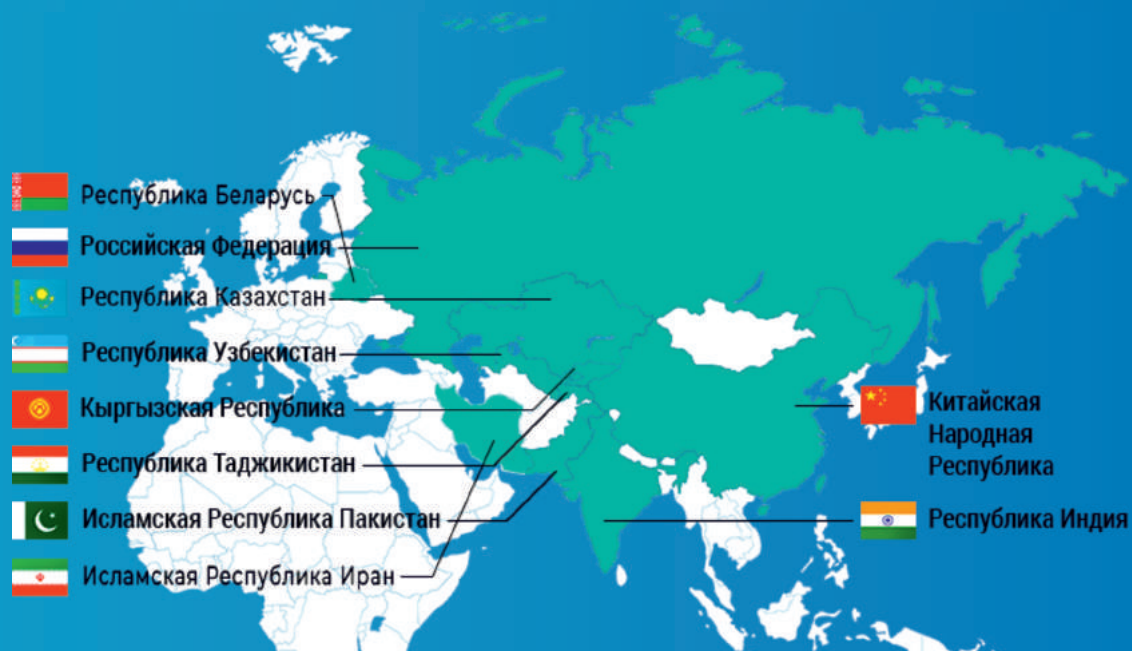 Республика Беларусь
Российская Федерация
Республика Казахстан
Республика Узбекистан
Кыргызская Республика
Республика Таджикистан
Исламская Республика Пакистан
Исламская Республика Иран
Китайская
Народная
Республика
Республика Индия